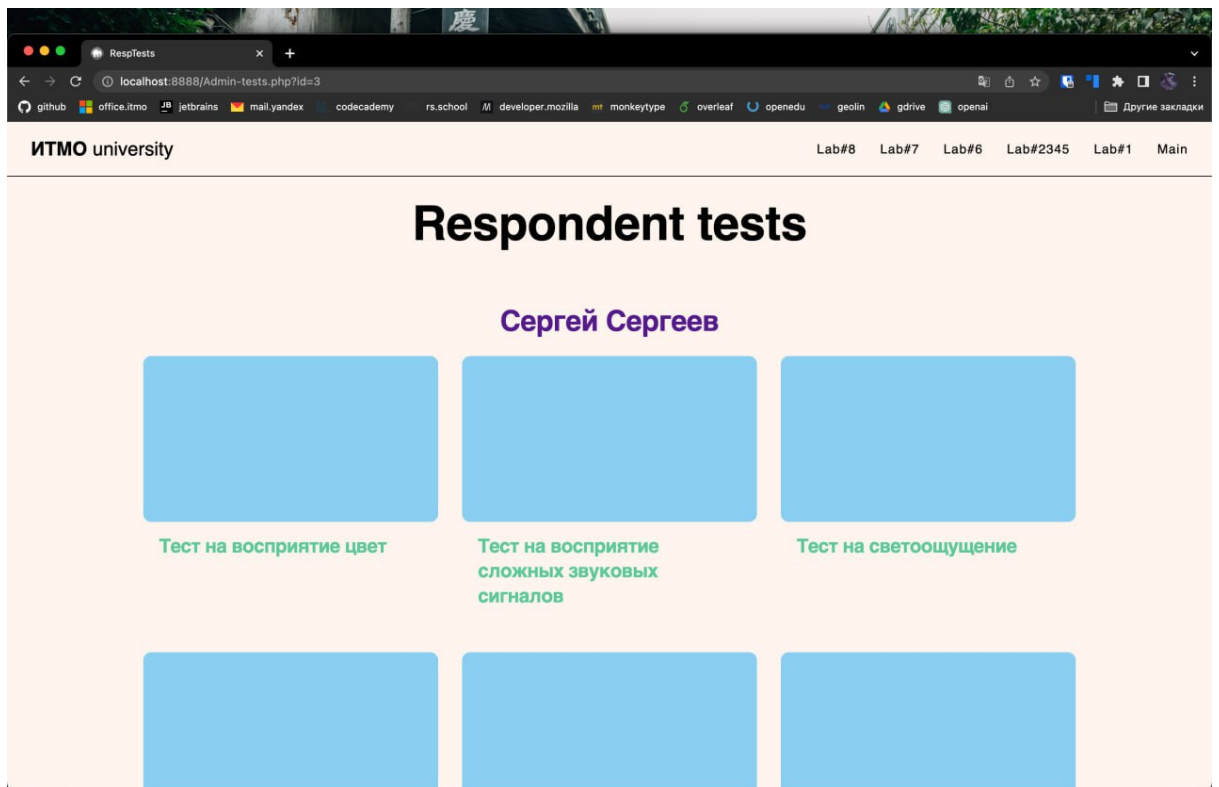 慶
RespTests
localhost:8888/Admin-tests.php?id=3
github office.itmo jetbrains mail.yandex codecademy rs.school developer.mozilla monkeytype overleaf openedu geolin gdrive openai Другие закладки
ИТМО university Lab#8 Lab#7 Lab#6 Lab#2345 Lab#1 Main
Respondent tests
Сергей Сергеев
Тест на восприятие цвет
Тест на восприятие
сложных звуковых
сигналов
Тест на светоощущение